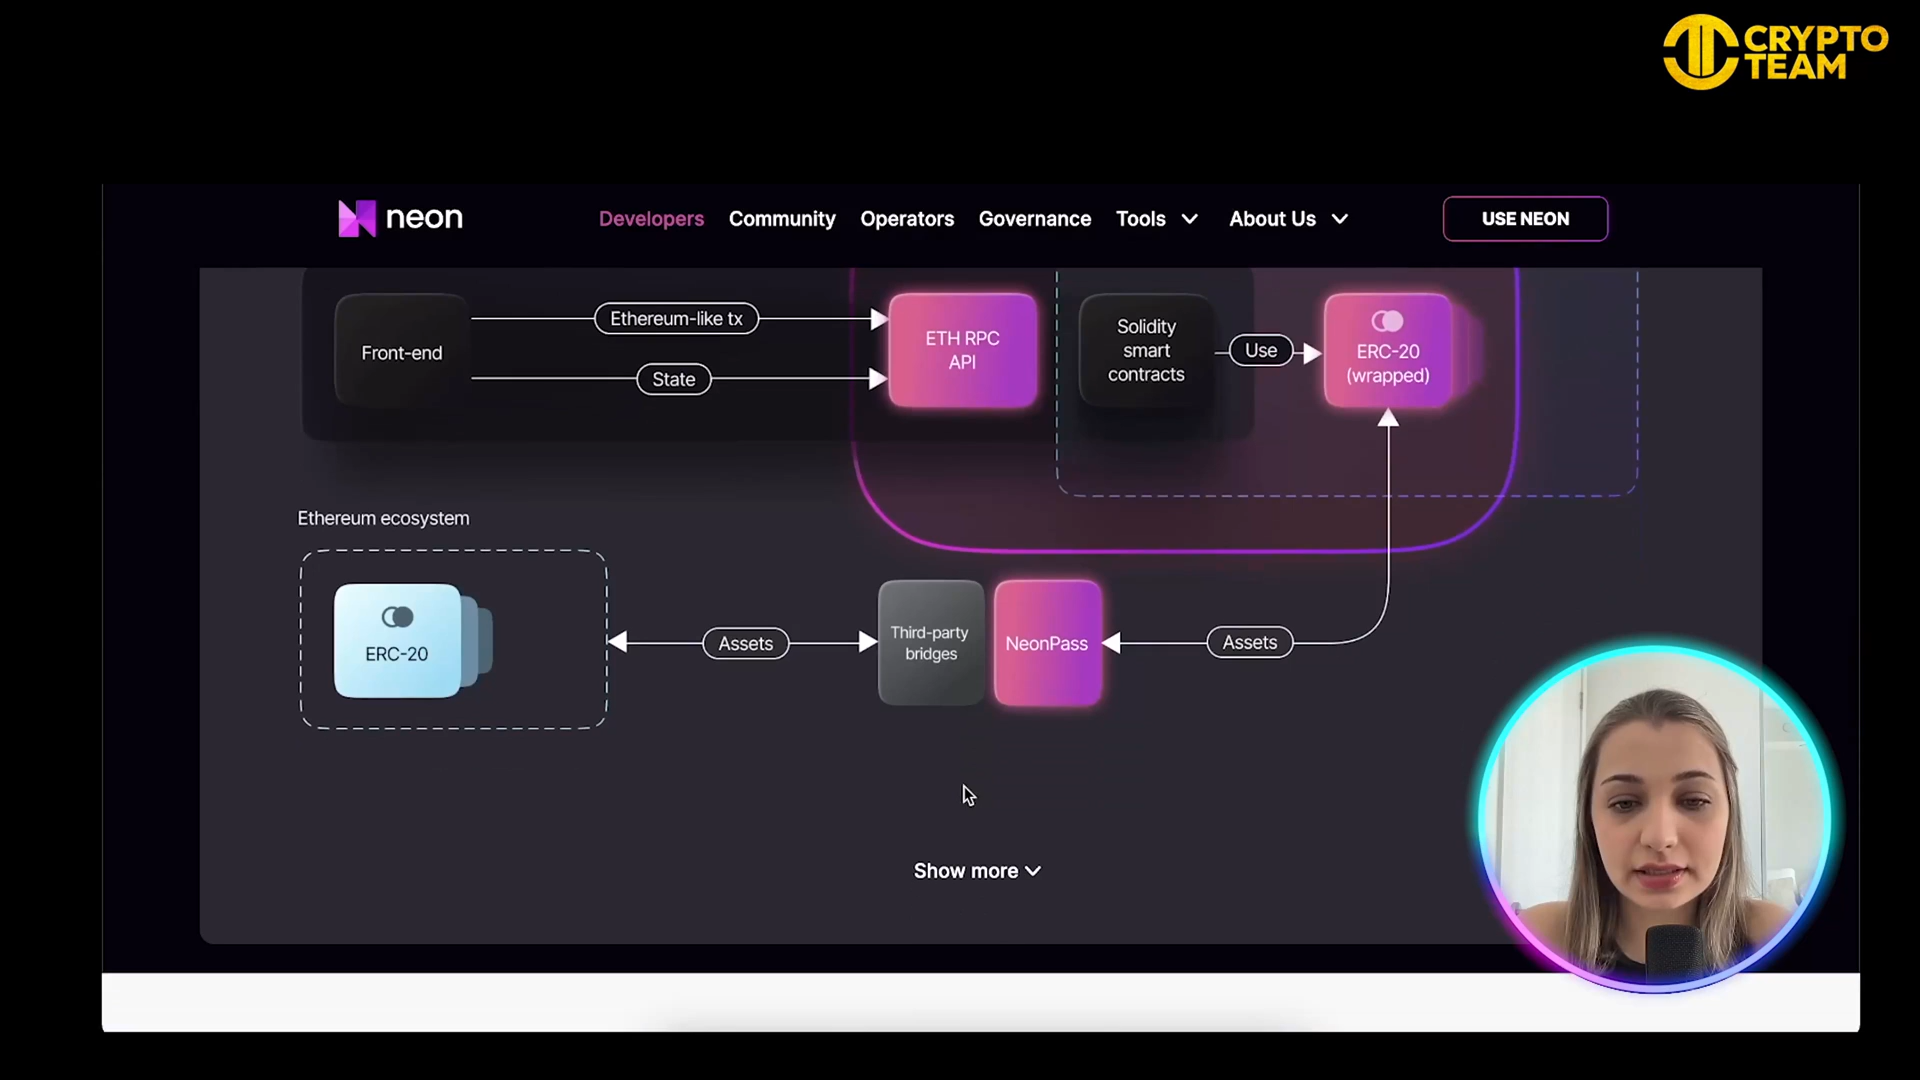 CRYPTO
TEAM
neon
Developers
Community
Operators
Governance
Tools
About Us
USE NEON
Front-end
Ethereum-like tx
State
ETH RPC
API
Solidity
smart
contracts
Use
ERC-20
(wrapped)
Ethereum ecosystem
ERC-20
Assets
Third-party
bridges
NeonPass
Assets
Show more